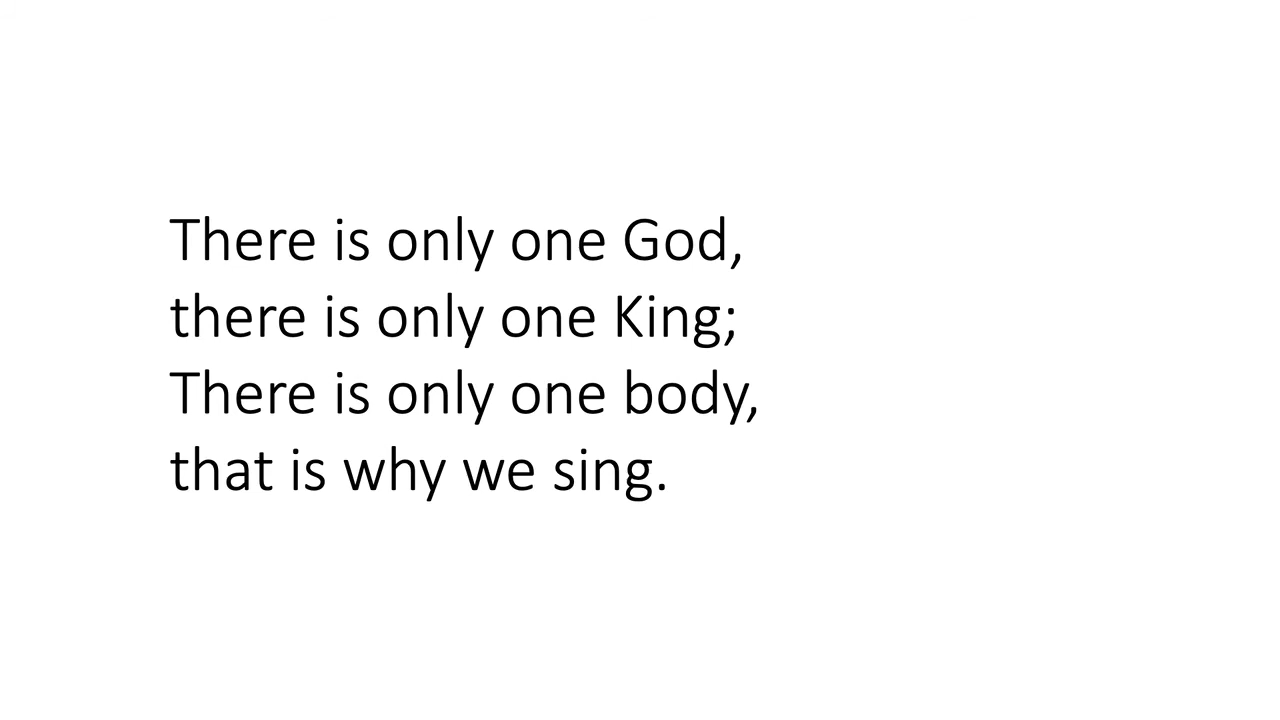 There is only one God,
there is only one King;
There is only one body,
that is why we sing.